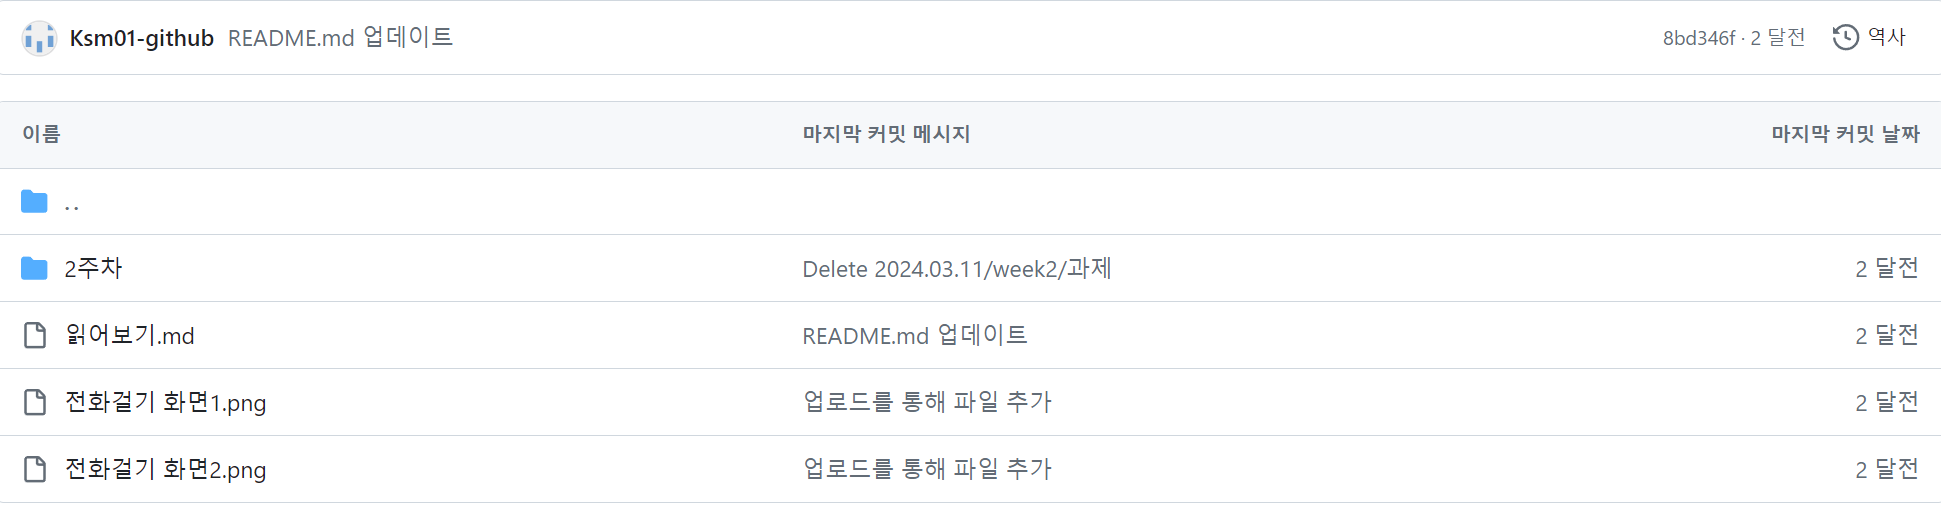 Ksm01-github README.md 업데이트 8bd346f · 2 달전 역사
이름 마지막 커밋 메시지 마지막 커밋 날짜
..
2주차 Delete 2024.03.11/week2/과제 2 달전
읽어보기.md README.md 업데이트 2 달전
전화걸기 화면1.png 업로드를 통해 파일 추가 2 달전
전화걸기 화면2.png 업로드를 통해 파일 추가 2 달전